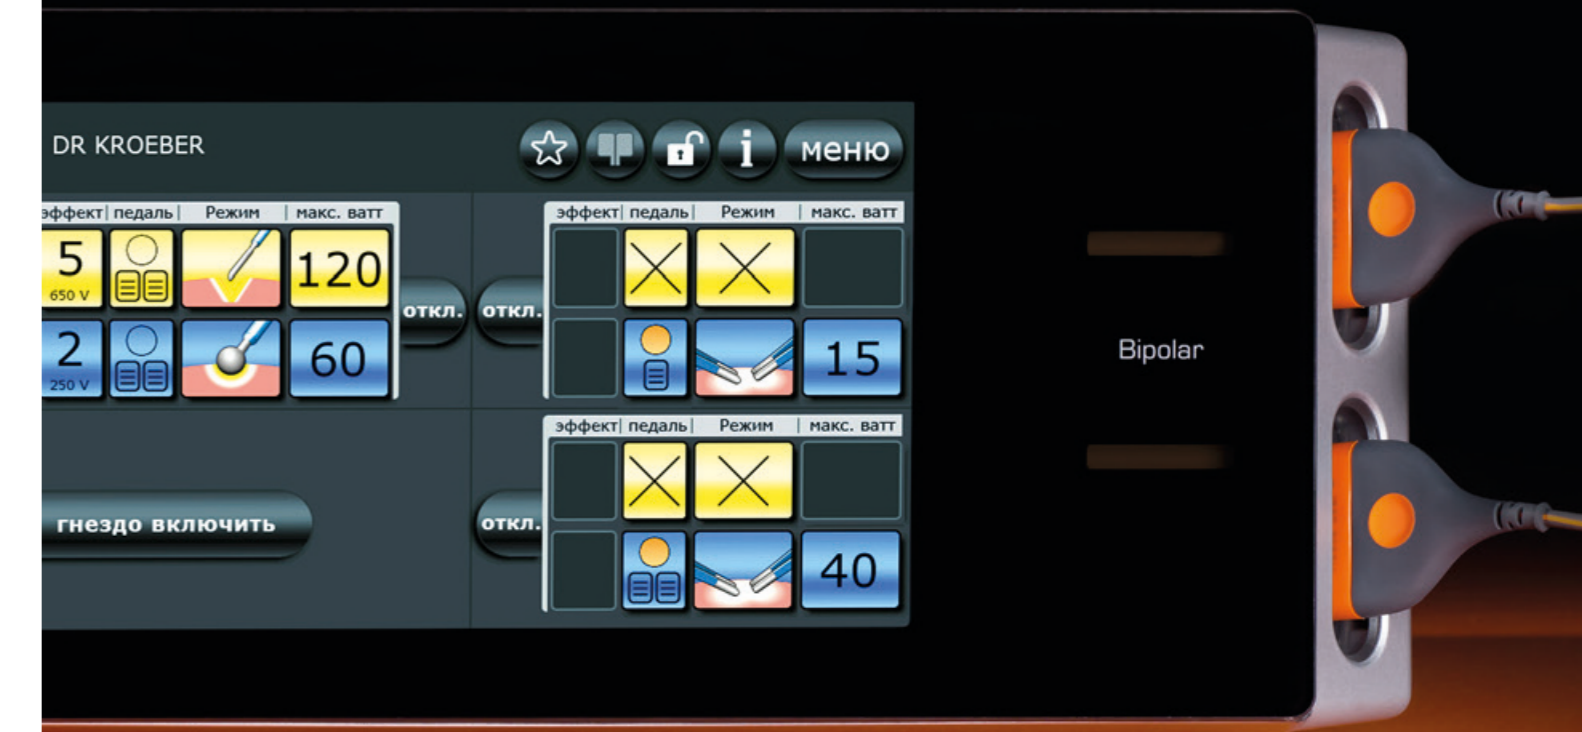 DR KROEBER
i
меню
эффект педаль Режим макс. ватт
5
650 V
120
откл.
2
250 V
60
эффект педаль Режим макс. ватт
откл.
15
Bipolar
гнездо включить
эффект педаль Режим макс. ватт
откл.
40